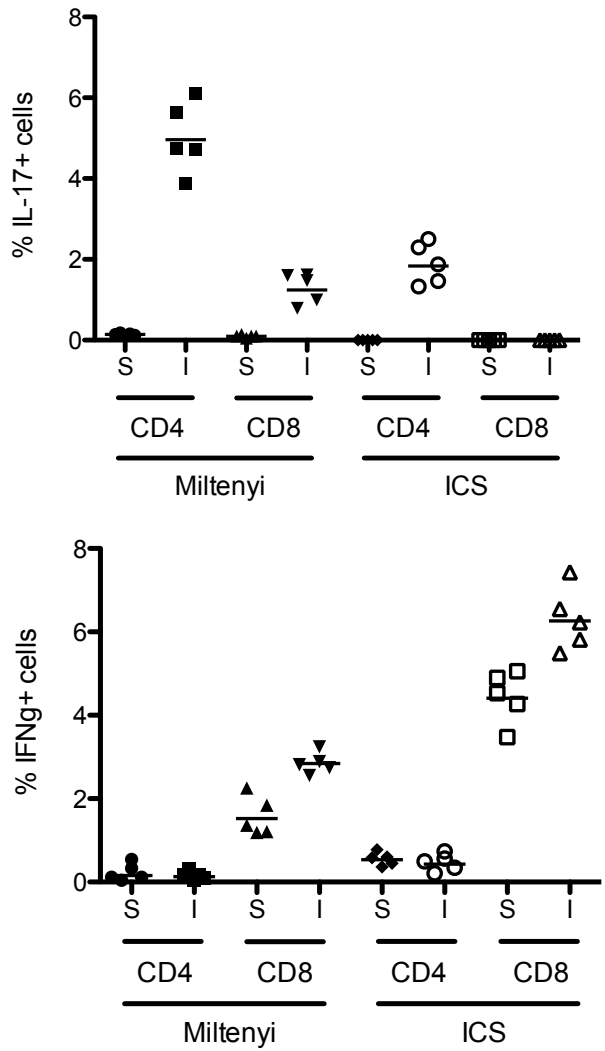 8
6
4
2
0
% IL-17+ cells
S I S I S I S I
CD4 CD8 CD4 CD8
Miltenyi ICS
8
6
4
2
0
% IFNg+ cells
S I S I S I S I
CD4 CD8 CD4 CD8
Miltenyi ICS